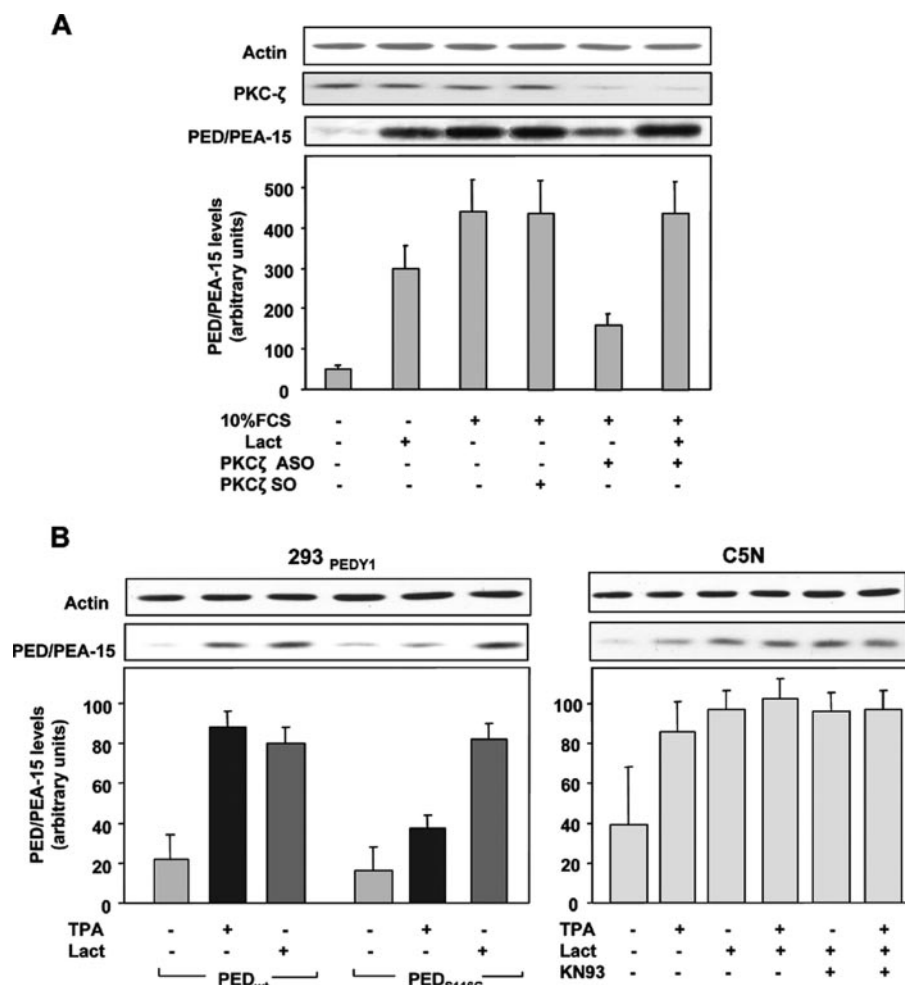 A
Actin
PKC-ζ
PED/PEA-15
PED/PEA-15 levels
(arbitrary units)
500
400
300
200
100
0
10%FCS - - + + + +
Lact - + - - - +
PKCζ ASO - - - - + +
PKCζ SO - - - + - -
B
293 PEDY1
Actin
PED/PEA-15
PED/PEA-15 levels
(arbitrary units)
100
80
60
40
20
0
TPA - + - - + -
Lact - - + - - +
C5N
100
80
60
40
20
0
TPA - + - + - +
Lact - - + + + +
KN93 - - - - + +